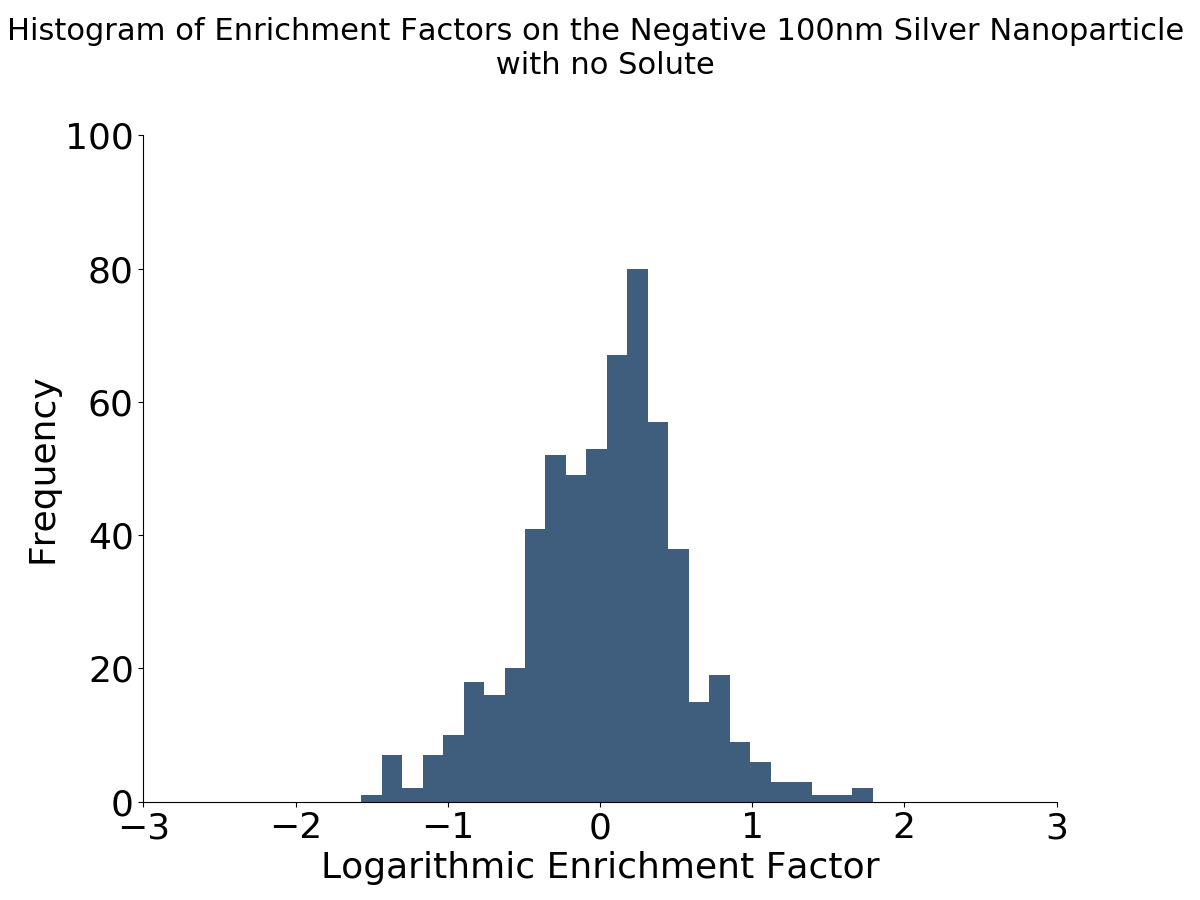 Histogram of Enrichment Factors on the Negative 100nm Silver Nanoparticle
with no Solute
100
80
60
40
20
0
Frequency
−3 −2 −1 0 1 2 3
Logarithmic Enrichment Factor